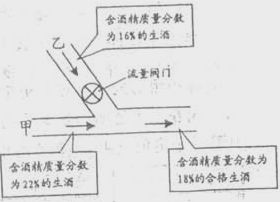 含酒精质量分数
为16%的生酒
乙
流量阀门
甲
含酒精质量分数
为22%的生酒
含酒精质量分数为
18%的合格生酒